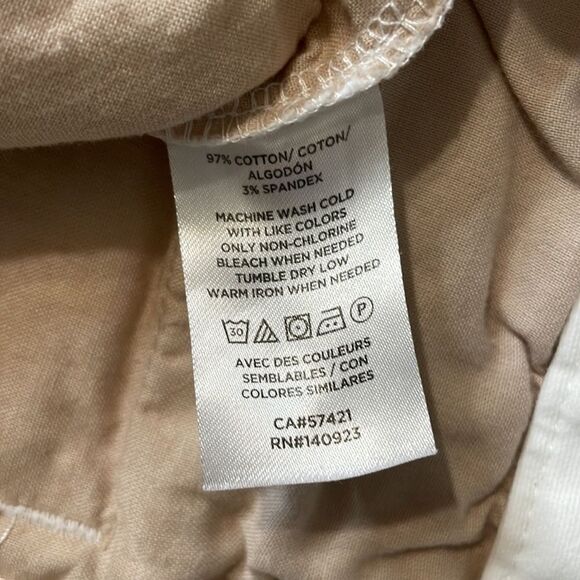 97% COTTON/ COTON/
ALGODÓN
3% SPANDEX
MACHINE WASH COLD
WITH LIKE COLORS
ONLY NON-CHLORINE
BLEACH WHEN NEEDED
TUMBLE DRY LOW
WARM IRON WHEN NEEDED
30 P
AVEC DES COULEURS
SEMBLABLES / CON
COLORES SIMILARES
CA#57421
RN#140923